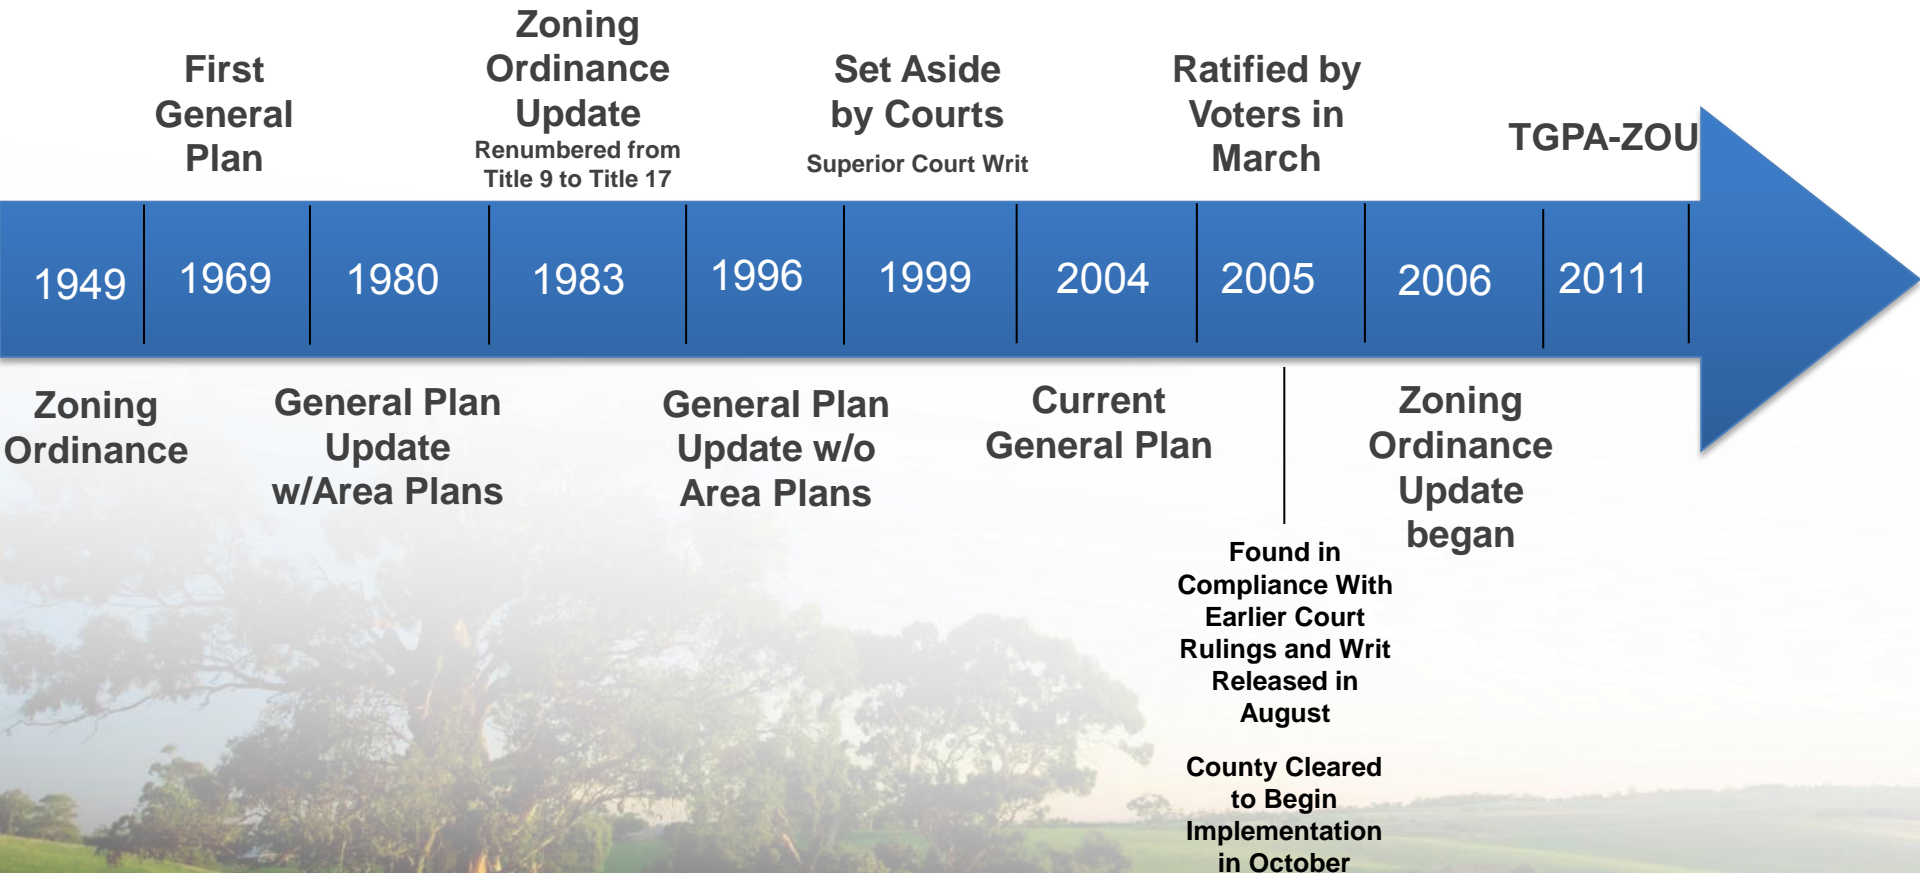 First
General
Plan
Zoning
Ordinance
Update
Renumbered from
Title 9 to Title 17
Set Aside
by Courts
Superior Court Writ
Ratified by
Voters in
March
TGPA-ZOU
1949
1969
1980
1983
1996
1999
2004
2005
2006
2011
Zoning
Ordinance
General Plan
Update
w/Area Plans
General Plan
Update w/o
Area Plans
Current
General Plan
Found in
Compliance With
Earlier Court
Rulings and Writ
Released in
August
County Cleared
to Begin
Implementation
in October
Zoning
Ordinance
Update
began